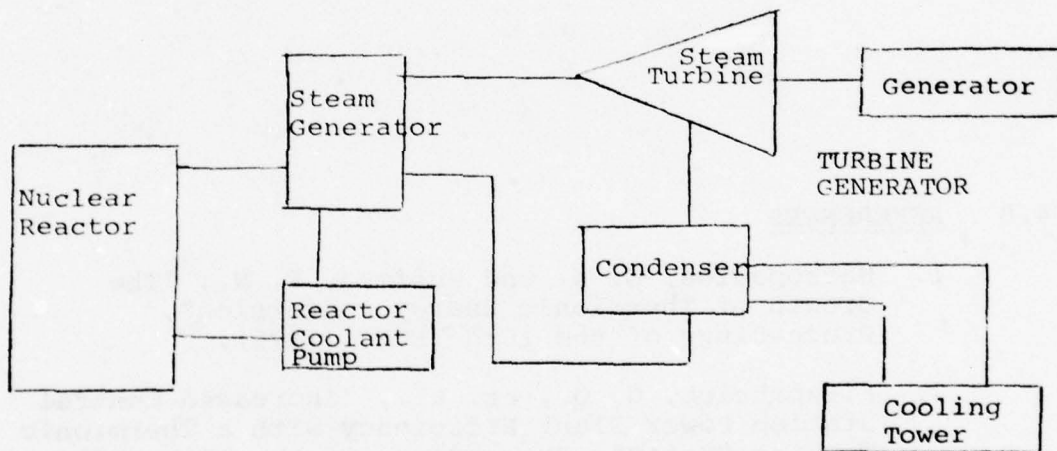 Steam
Turbine
Generator
Steam
Generator
TURBINE
GENERATOR
Nuclear
Reactor
Condenser
Reactor
Coolant
Pump
Cooling
Tower